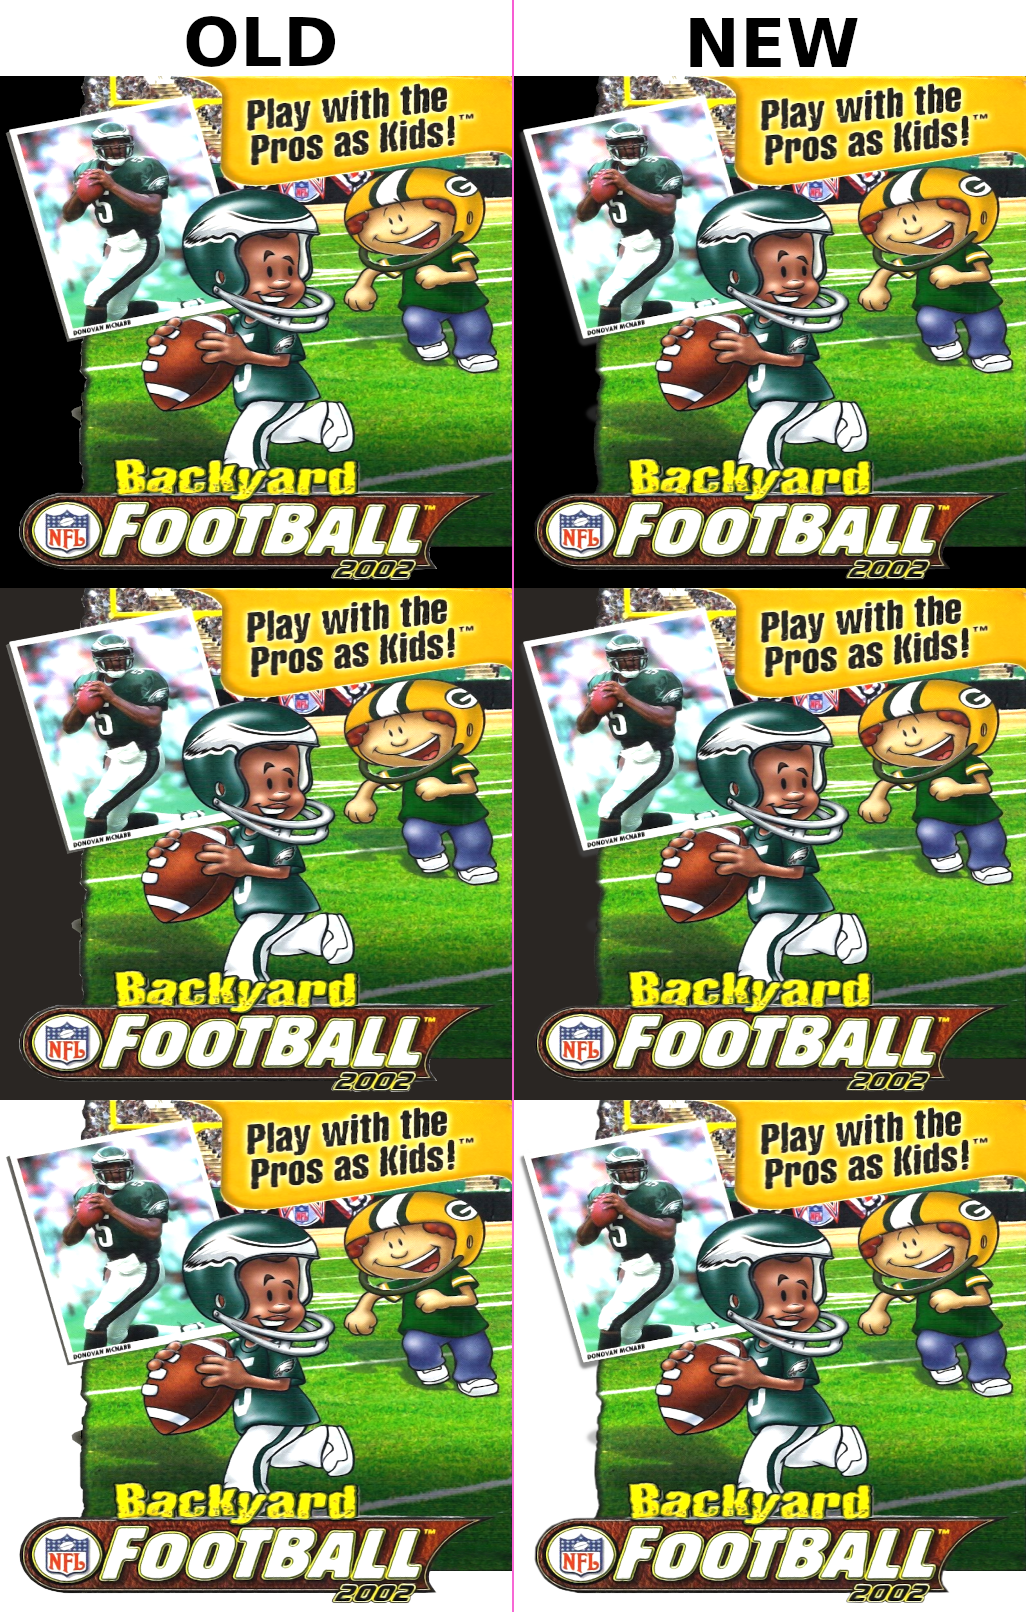 OLD NEW
Play with the
Pros as Kids!™
DONOVAN MCNABB
Backyard
NFL FOOTBALL™
2002
Play with the
Pros as Kids!™
DONOVAN MCNABB
Backyard
NFL FOOTBALL™
2002
Play with the
Pros as Kids!™
DONOVAN MCNABB
Backyard
NFL FOOTBALL™
2002
Play with the
Pros as Kids!™
DONOVAN MCNABB
Backyard
NFL FOOTBALL™
2002
Play with the
Pros as Kids!™
DONOVAN MCNABB
Backyard
NFL FOOTBALL™
2002
Play with the
Pros as Kids!™
DONOVAN MCNABB
Backyard
NFL FOOTBALL™
2002